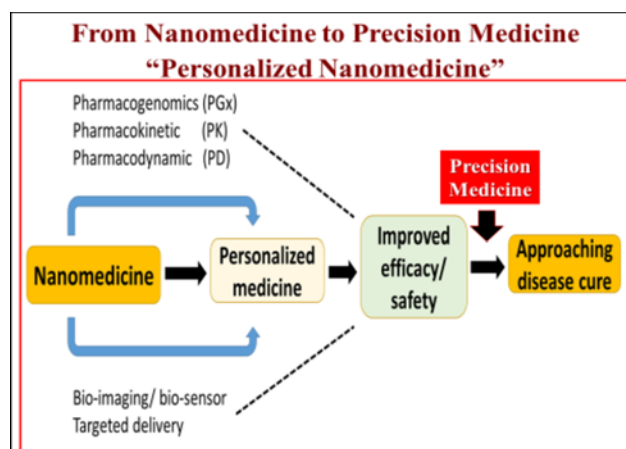 From Nanomedicine to Precision Medicine
“Personalized Nanomedicine”
Pharmacogenomics (PGx)
Pharmacokinetic (PK)
Pharmacodynamic (PD)
Precision
Medicine
Nanomedicine
Personalized
medicine
Improved
efficacy/
safety
Approaching
disease cure
Bio-imaging/ bio-sensor
Targeted delivery